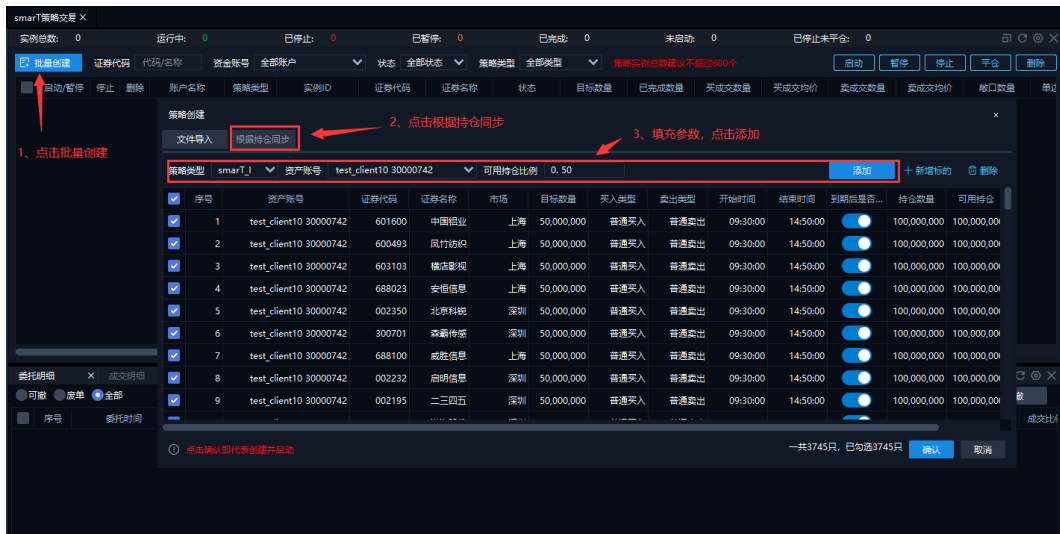 smarT策略交易 ×
实例总数: 0 运行中: 0 已停止: 0 已暂停: 0 已完成: 0 未启动: 0 已停止未平仓: 0
批量创建 证券代码 代码/名称 资金账号 全部账户 状态 全部状态 策略类型 全部类型 策略实例总数建议不超过600个 启动 暂停 停止 平仓 删除
启动/暂停 停止 删除 账户名称 策略类型 实例ID 证券代码 证券名称 状态 目标数量 已完成数量 买成交数量 买成交均价 卖成交数量 卖成交均价 敞口数量 单边
策略创建 ×
2、点击根据持仓同步
文件导入 根据持仓同步
3、填充参数，点击添加
1、点击批量创建
策略类型 smarT_I 资产账号 test_client10 30000742 可用持仓比例 0.50 添加 +新增标的 删除
序号 资产账号 证券代码 证券名称 市场 目标数量 买入类型 卖出类型 开始时间 结束时间 到期后是否... 持仓数量 可用持仓
1 test_client10 30000742 601600 中国铝业 上海 50,000,000 普通买入 普通卖出 09:30:00 14:50:00 100,000,000 100,000,00
2 test_client10 30000742 600493 凤竹纺织 上海 50,000,000 普通买入 普通卖出 09:30:00 14:50:00 100,000,000 100,000,00
3 test_client10 30000742 603103 横店影视 上海 50,000,000 普通买入 普通卖出 09:30:00 14:50:00 100,000,000 100,000,00
4 test_client10 30000742 688023 安恒信息 上海 50,000,000 普通买入 普通卖出 09:30:00 14:50:00 100,000,000 100,000,00
5 test_client10 30000742 002350 北京科锐 深圳 50,000,000 普通买入 普通卖出 09:30:00 14:50:00 100,000,000 100,000,00
6 test_client10 30000742 300701 森霸传感 深圳 50,000,000 普通买入 普通卖出 09:30:00 14:50:00 100,000,000 100,000,00
7 test_client10 30000742 688100 威胜信息 上海 50,000,000 普通买入 普通卖出 09:30:00 14:50:00 100,000,000 100,000,00
委托明细 × 成交明细
8 test_client10 30000742 002232 启明信息 深圳 50,000,000 普通买入 普通卖出 09:30:00 14:50:00 100,000,000 100,000,00
可撤 废单 全部
9 test_client10 30000742 002195 二三四五 深圳 50,000,000 普通买入 普通卖出 09:30:00 14:50:00 100,000,000 100,000,00
序号 委托时间 成交比例
点击确认即代表创建并启动 一共3745只，已勾选3745只 确认 取消